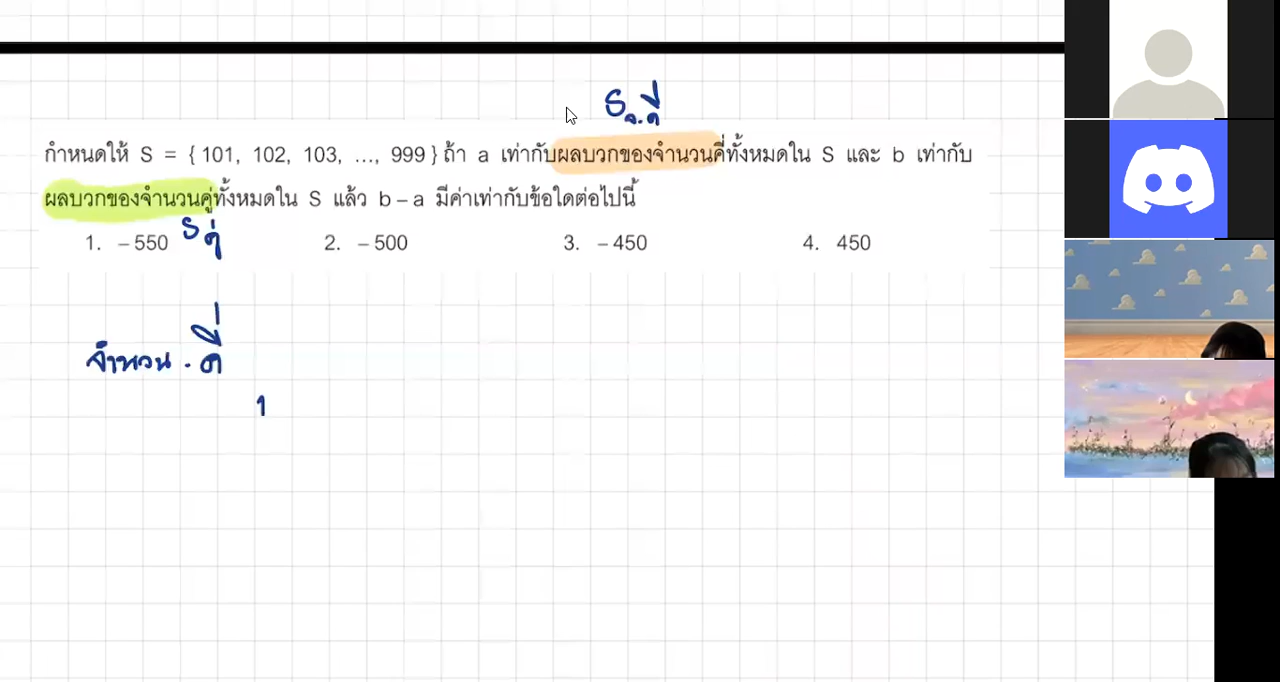 S จ.คี่
กำหนดให้ S = { 101, 102, 103, ..., 999 } ถ้า a เท่ากับผลบวกของจำนวนคี่ทั้งหมดใน S และ b เท่ากับ
ผลบวกของจำนวนคู่ทั้งหมดใน S แล้ว b – a มีค่าเท่ากับข้อใดต่อไปนี้
S คู่
1. – 550 2. – 500 3. – 450 4. 450
จำนวน . คี่
1